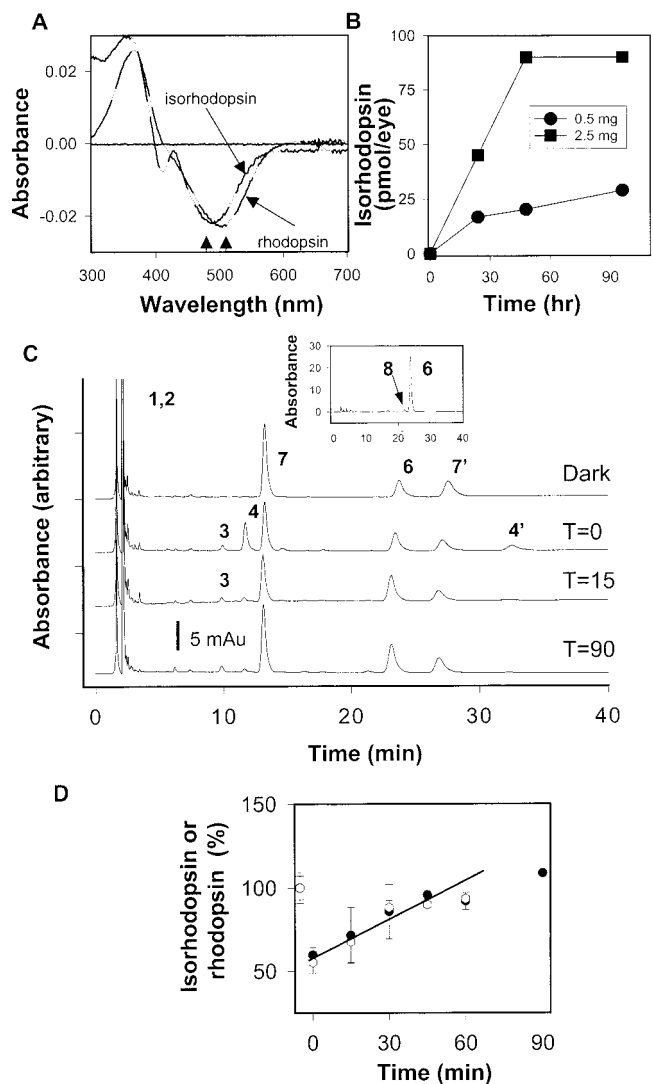 A
Absorbance
0.02
0.00
-0.02
isorhodopsin
rhodopsin
300 400 500 600 700
Wavelength (nm)
B
Isorhodopsin
(pmol/eye)
100
75
50
25
0
0.5 mg
2.5 mg
0 30 60 90
Time (hr)
C
Absorbance (arbitrary)
Absorbance
30
20
10
0
8 6
0 10 20 30 40
1,2
7 6 7' Dark
3 4 4' T=0
3 T=15
5 mAu T=90
0 10 20 30 40
Time (min)
D
Isorhodopsin or
rhodopsin (%)
150
100
50
0 30 60 90
Time (min)